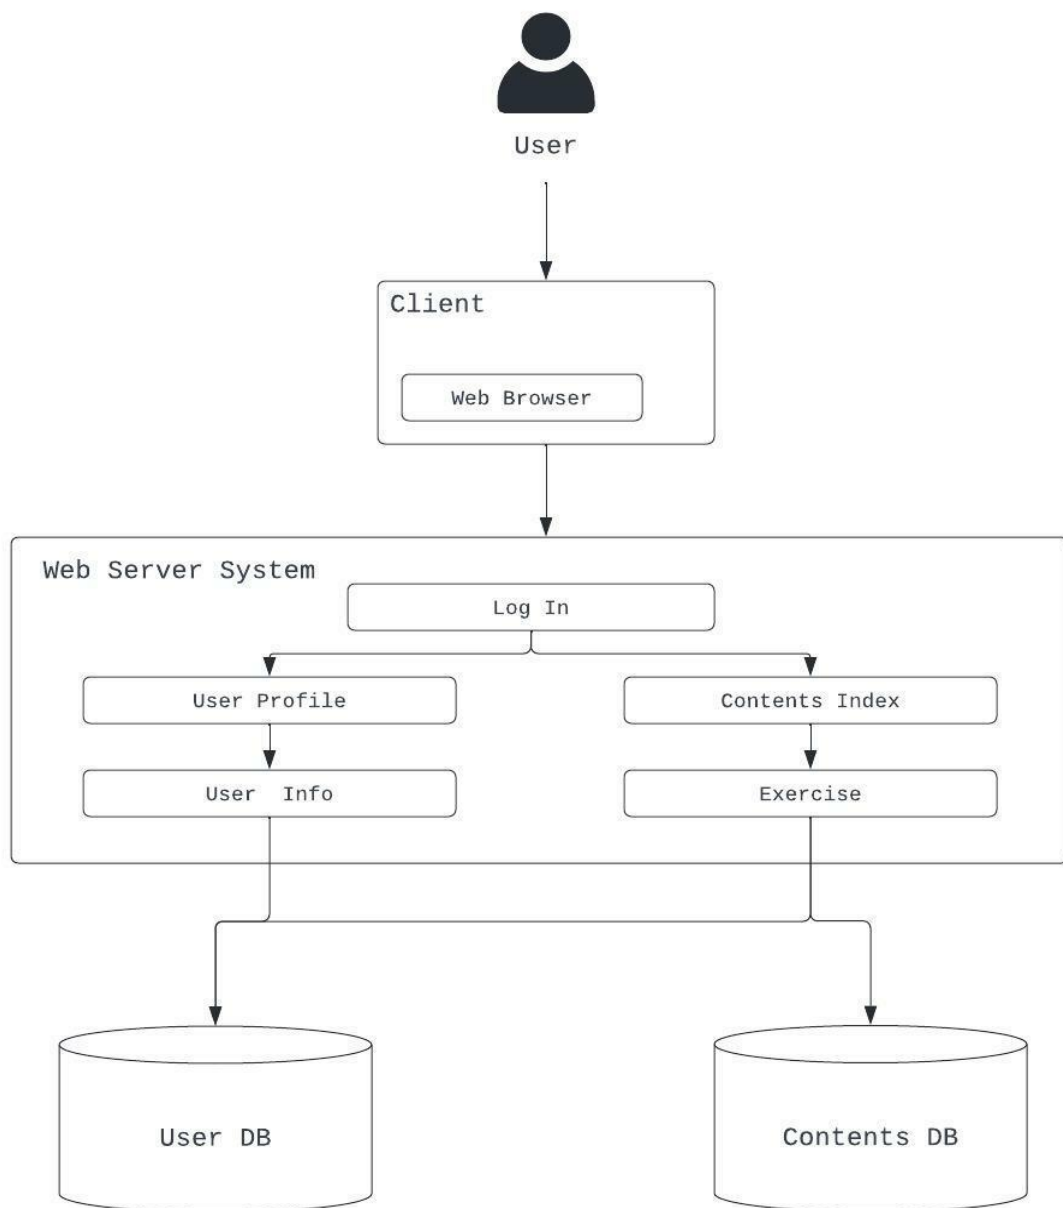 User
Client
Web Browser
Web Server System
Log In
User Profile
Contents Index
User Info
Exercise
User DB
Contents DB